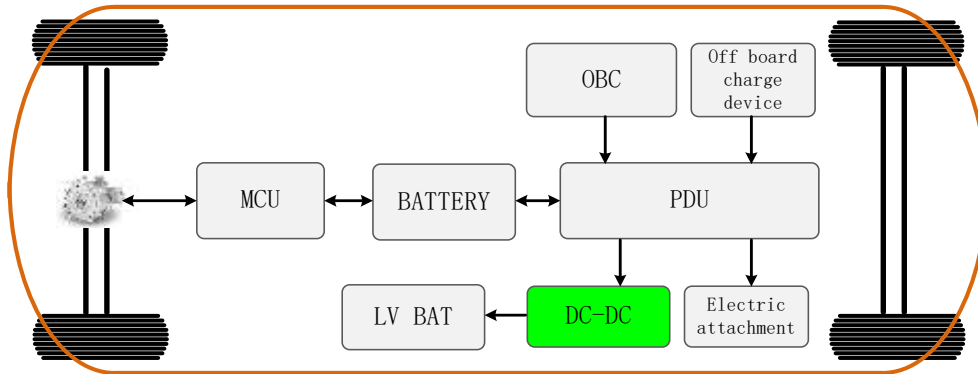 OBC
Off board
charge
device
MCU
BATTERY
PDU
LV BAT
DC-DC
Electric
attachment